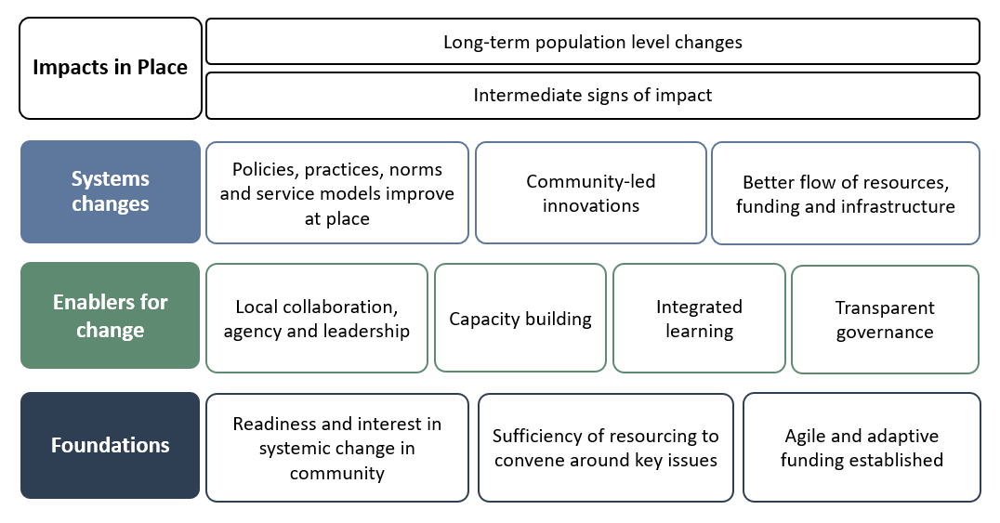 Impacts in Place
Long-term population level changes
Intermediate signs of impact
Systems
changes
Policies, practices, norms
and service models improve
at place
Community-led
innovations
Better flow of resources,
funding and infrastructure
Enablers for
change
Local collaboration,
agency and leadership
Capacity building
Integrated
learning
Transparent
governance
Foundations
Readiness and interest in
systemic change in
community
Sufficiency of resourcing to
convene around key issues
Agile and adaptive
funding established